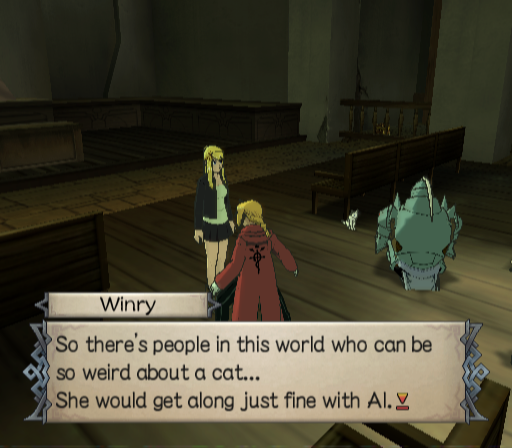 Winry
So there's people in this world who can be
so weird about a cat...
She would get along just fine with Al.